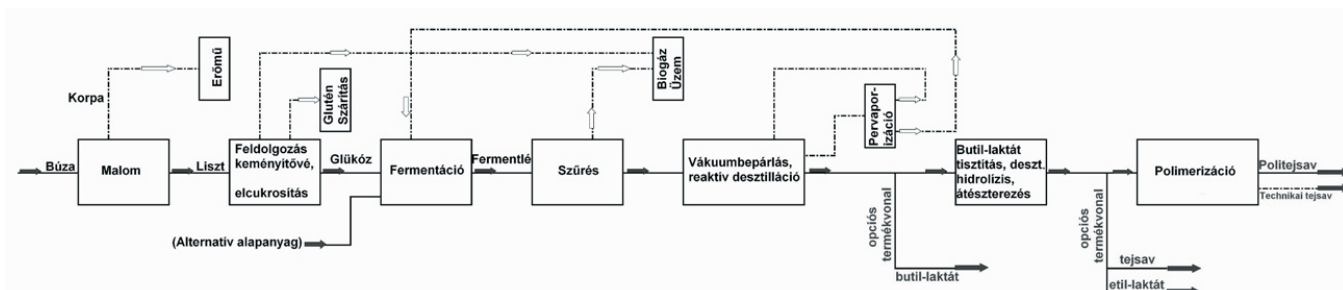 Erőmű
Korpa
Búza
Malom
Liszt
Feldolgozás
keményítővé,
elcukrosítás
Glutén
Szárítás
Glükóz
Fermentáció
(Alternatív alapanyag)
Fermentlé
Szűrés
Biogáz
Üzem
Vákuumbepárlás,
reaktív desztilláció
Pervapor-
izáció
opciós
termékvonal
butil-laktát
Butil-laktát
tisztítás, deszt.
hidrolízis,
átészterezés
opciós
termékvonal
tejsav
etil-laktát
Polimerizáció
Politejsav
Technikai tejsav